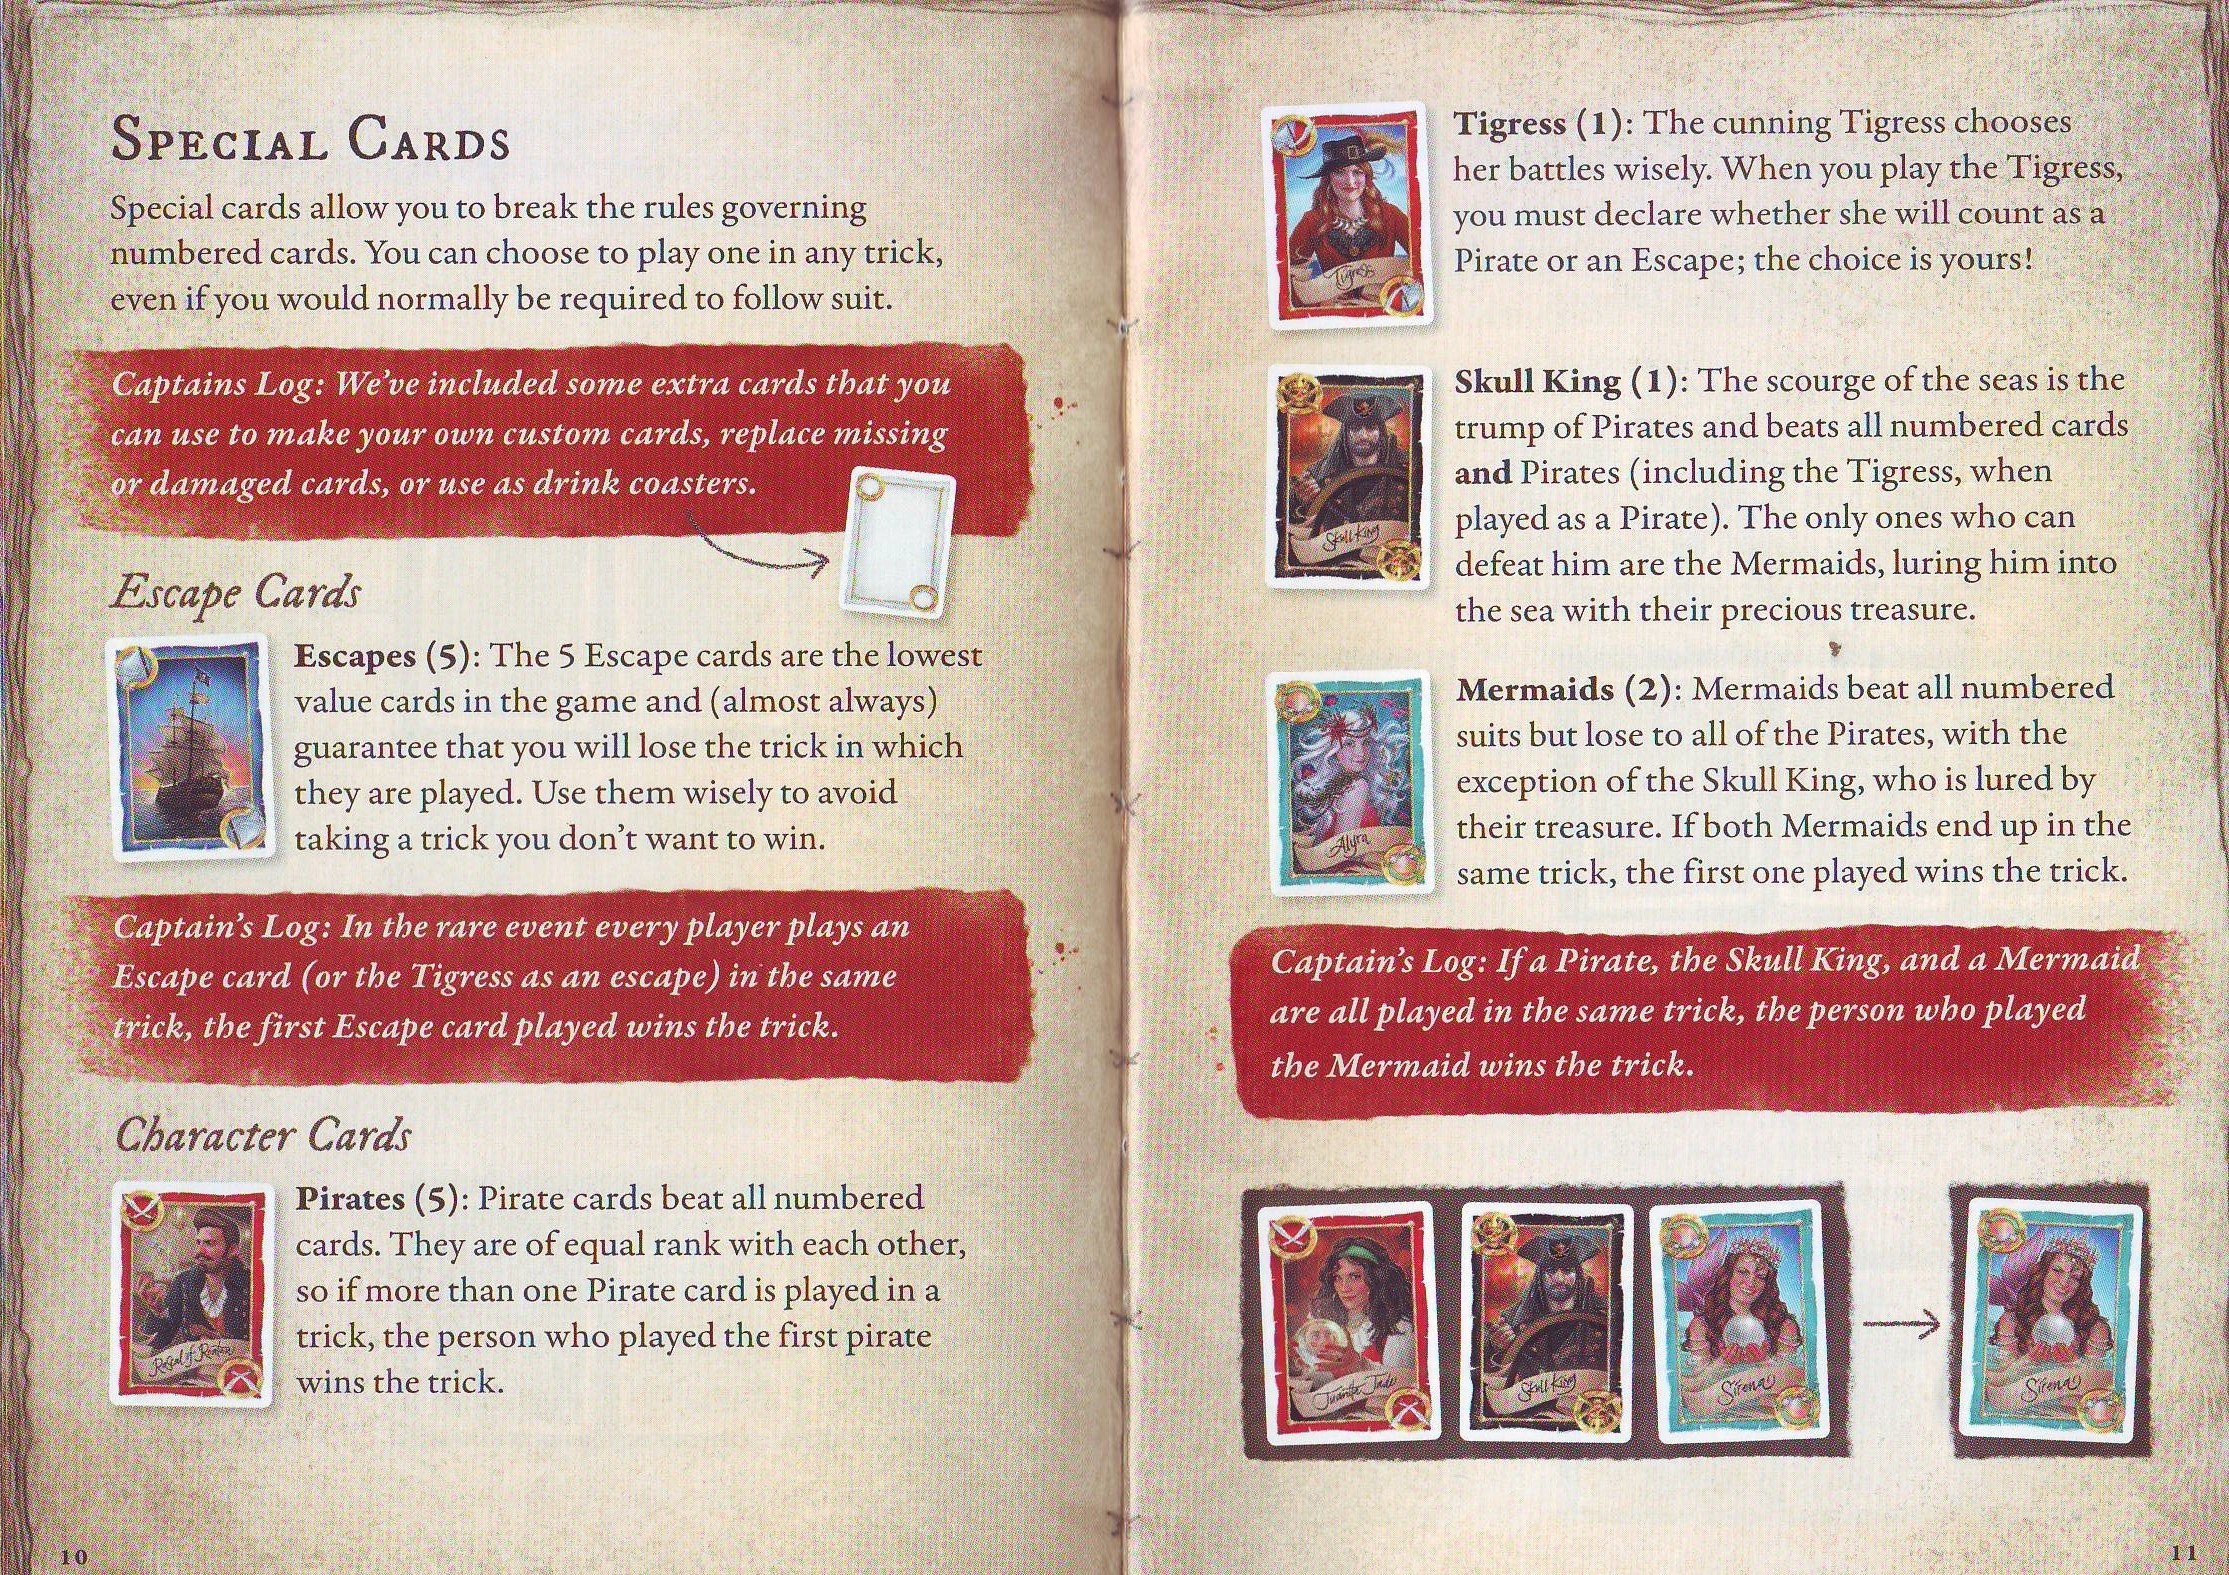 Special Cards
Special cards allow you to break the rules governing
numbered cards. You can choose to play one in any trick,
even if you would normally be required to follow suit.
Captains Log: We've included some extra cards that you
can use to make your own custom cards, replace missing
or damaged cards, or use as drink coasters.
Escape Cards
Escapes (5): The 5 Escape cards are the lowest
value cards in the game and (almost always)
guarantee that you will lose the trick in which
they are played. Use them wisely to avoid
taking a trick you don't want to win.
Captain's Log: In the rare event every player plays an
Escape card (or the Tigress as an escape) in the same
trick, the first Escape card played wins the trick.
Character Cards
Pirates (5): Pirate cards beat all numbered
cards. They are of equal rank with each other,
so if more than one Pirate card is played in a
trick, the person who played the first pirate
wins the trick.
Rascal of Roatan
10
Tigress (1): The cunning Tigress chooses
her battles wisely. When you play the Tigress,
you must declare whether she will count as a
Pirate or an Escape; the choice is yours!
Tigress
Skull King (1): The scourge of the seas is the
trump of Pirates and beats all numbered cards
and Pirates (including the Tigress, when
played as a Pirate). The only ones who can
defeat him are the Mermaids, luring him into
the sea with their precious treasure.
Skull King
Mermaids (2): Mermaids beat all numbered
suits but lose to all of the Pirates, with the
exception of the Skull King, who is lured by
their treasure. If both Mermaids end up in the
same trick, the first one played wins the trick.
Alyra
Captain's Log: If a Pirate, the Skull King, and a Mermaid
are all played in the same trick, the person who played
the Mermaid wins the trick.
Juanita Jade
Skull King
Sirena
Sirena
11